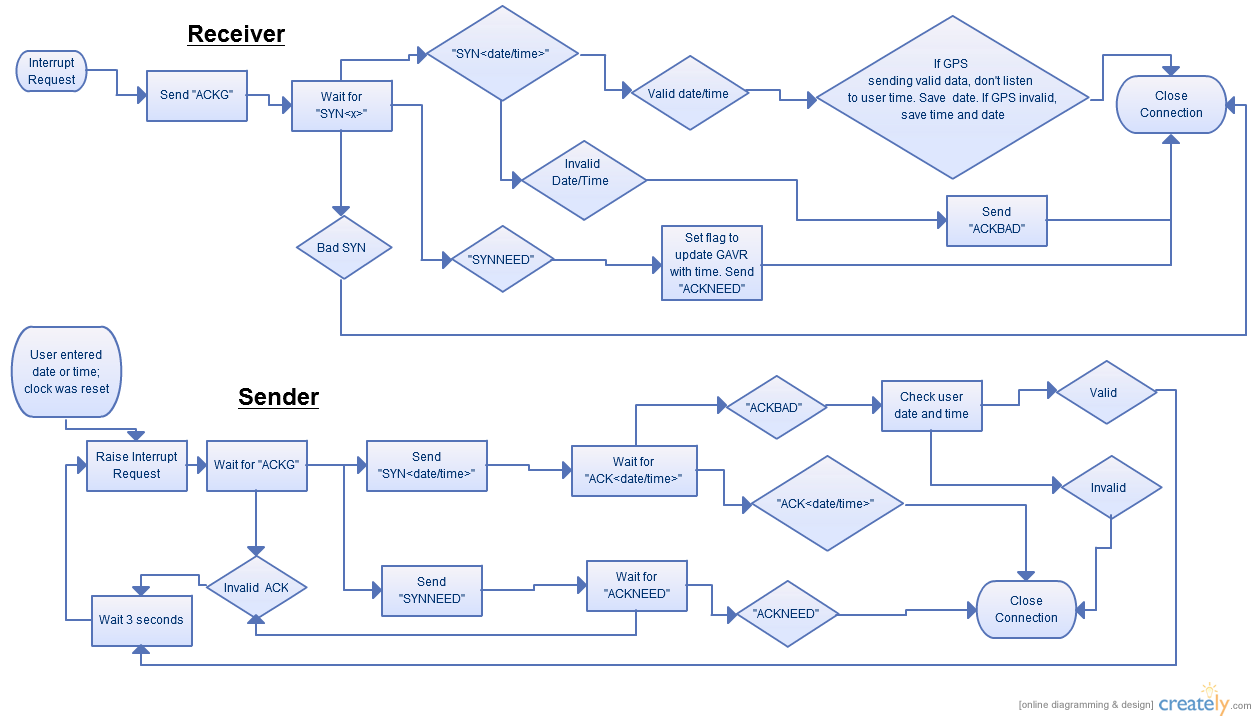 Receiver
Interrupt
Request
Send "ACKG"
Wait for
"SYN<x>"
"SYN<date/time>"
Valid date/time
If GPS
sending valid data, don't listen
to user time. Save  date. If GPS invalid,
save time and date
Close
Connection
Invalid
Date/Time
Send
"ACKBAD"
Bad SYN
"SYNNEED"
Set flag to
update GAVR
with time. Send
"ACKNEED"
User entered
date or time;
clock was reset
Sender
Raise Interrupt
Request
Wait for "ACKG"
Send
"SYN<date/time>"
Wait for
"ACK<date/time>"
"ACKBAD"
Check user
date and time
Valid
"ACK<date/time>"
Invalid
Invalid  ACK
Wait 3 seconds
Send
"SYNNEED"
Wait for
"ACKNEED"
"ACKNEED"
Close
Connection
[online diagramming & design] creately.com